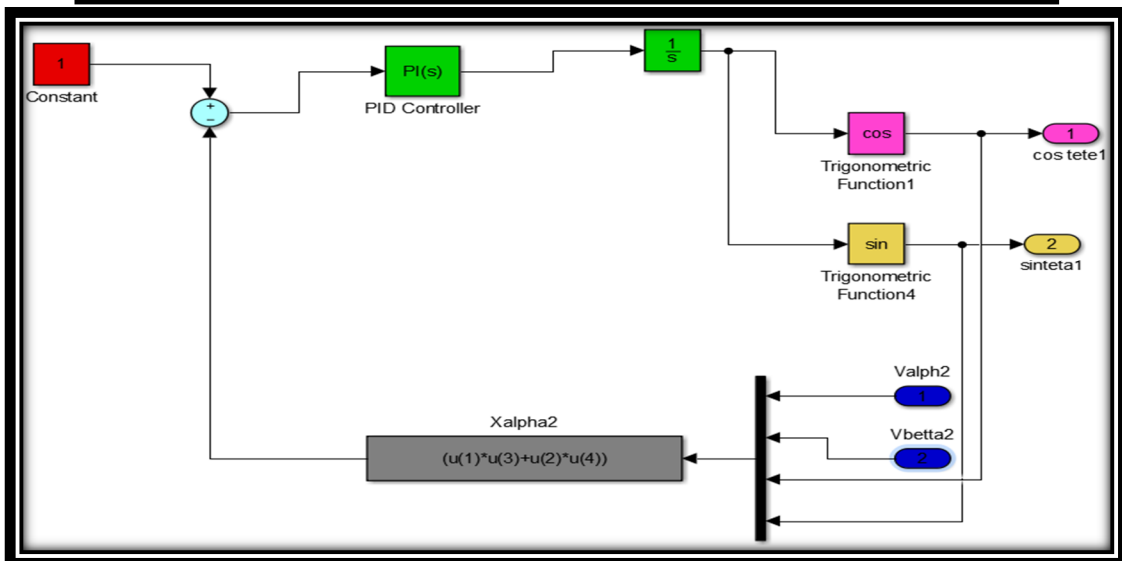 1
Constant
+
−
PI(s)
PID Controller
1
s
cos
Trigonometric
Function1
1
cos tete1
sin
Trigonometric
Function4
2
sinteta1
Valph2
1
Vbetta2
2
Xalpha2
(u(1)*u(3)+u(2)*u(4))